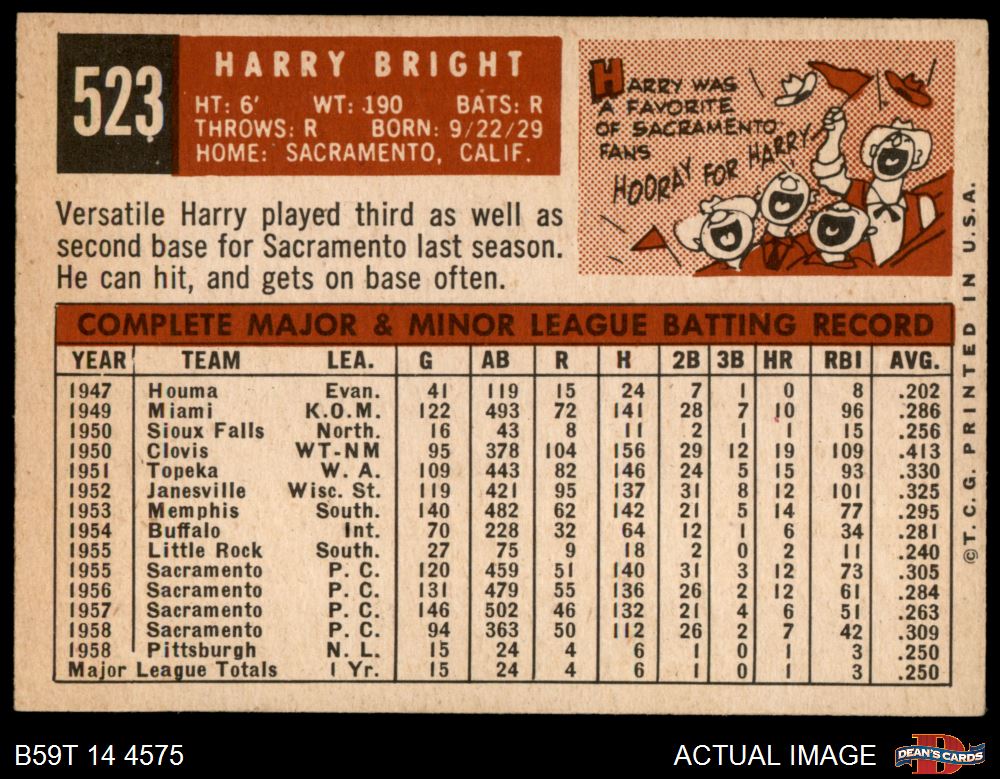 523
HARRY BRIGHT
HT: 6' WT: 190 BATS: R
THROWS: R BORN: 9/22/29
HOME: SACRAMENTO, CALIF.
HARRY WAS
A FAVORITE
OF SACRAMENTO
FANS
HOORAY FOR HARRY
Versatile Harry played third as well as
second base for Sacramento last season.
He can hit, and gets on base often.
COMPLETE MAJOR & MINOR LEAGUE BATTING RECORD
YEAR TEAM LEA. G AB R H 2B 3B HR RBI AVG.
1947 Houma Evan. 41 119 15 24 7 1 0 8 .202
1949 Miami K.O.M. 122 493 72 141 28 7 10 96 .286
1950 Sioux Falls North. 16 43 8 11 2 1 1 15 .256
1950 Clovis WT-NM 95 378 104 156 29 12 19 109 .413
1951 Topeka W. A. 109 443 82 146 24 5 15 93 .330
1952 Janesville Wisc. St. 119 421 95 137 31 8 12 101 .325
1953 Memphis South. 140 482 62 142 21 5 14 77 .295
1954 Buffalo Int. 70 228 32 64 12 1 6 34 .281
1955 Little Rock South. 27 75 9 18 2 0 2 11 .240
1955 Sacramento P. C. 120 459 51 140 31 3 12 73 .305
1956 Sacramento P. C. 131 479 55 136 26 2 12 61 .284
1957 Sacramento P. C. 146 502 46 132 21 4 6 51 .263
1958 Sacramento P. C. 94 363 50 112 26 2 7 42 .309
1958 Pittsburgh N. L. 15 24 4 6 1 0 1 3 .250
Major League Totals 1 Yr. 15 24 4 6 1 0 1 3 .250
©T. C. G. PRINTED IN U.S.A.
B59T 14 4575
ACTUAL IMAGE
DEAN'S CARDS